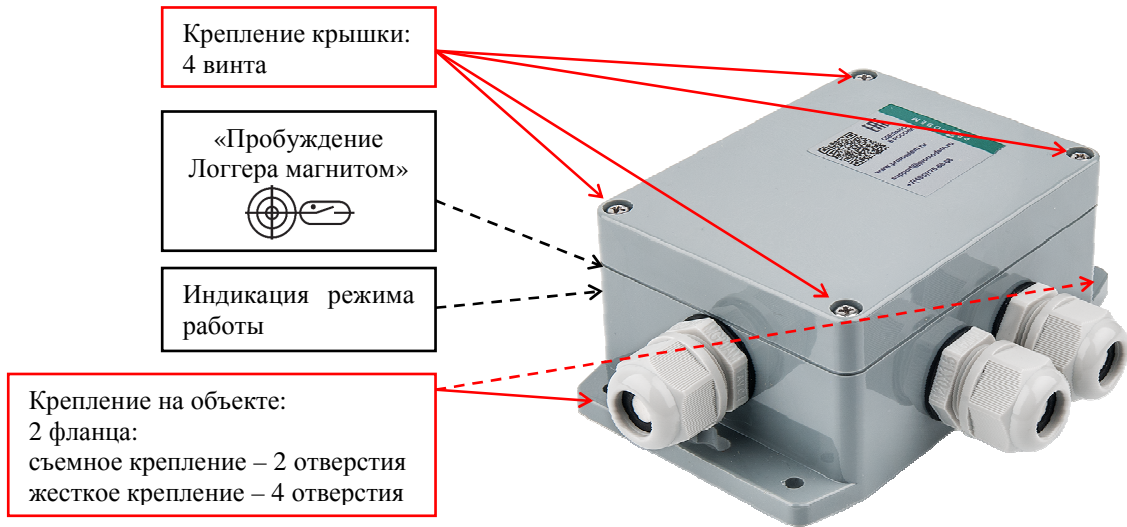 Крепление крышки:
4 винта
«Пробуждение
Логгера магнитом»
Индикация режима
работы
Крепление на объекте:
2 фланца:
съемное крепление – 2 отверстия
жесткое крепление – 4 отверстия
ЕАС